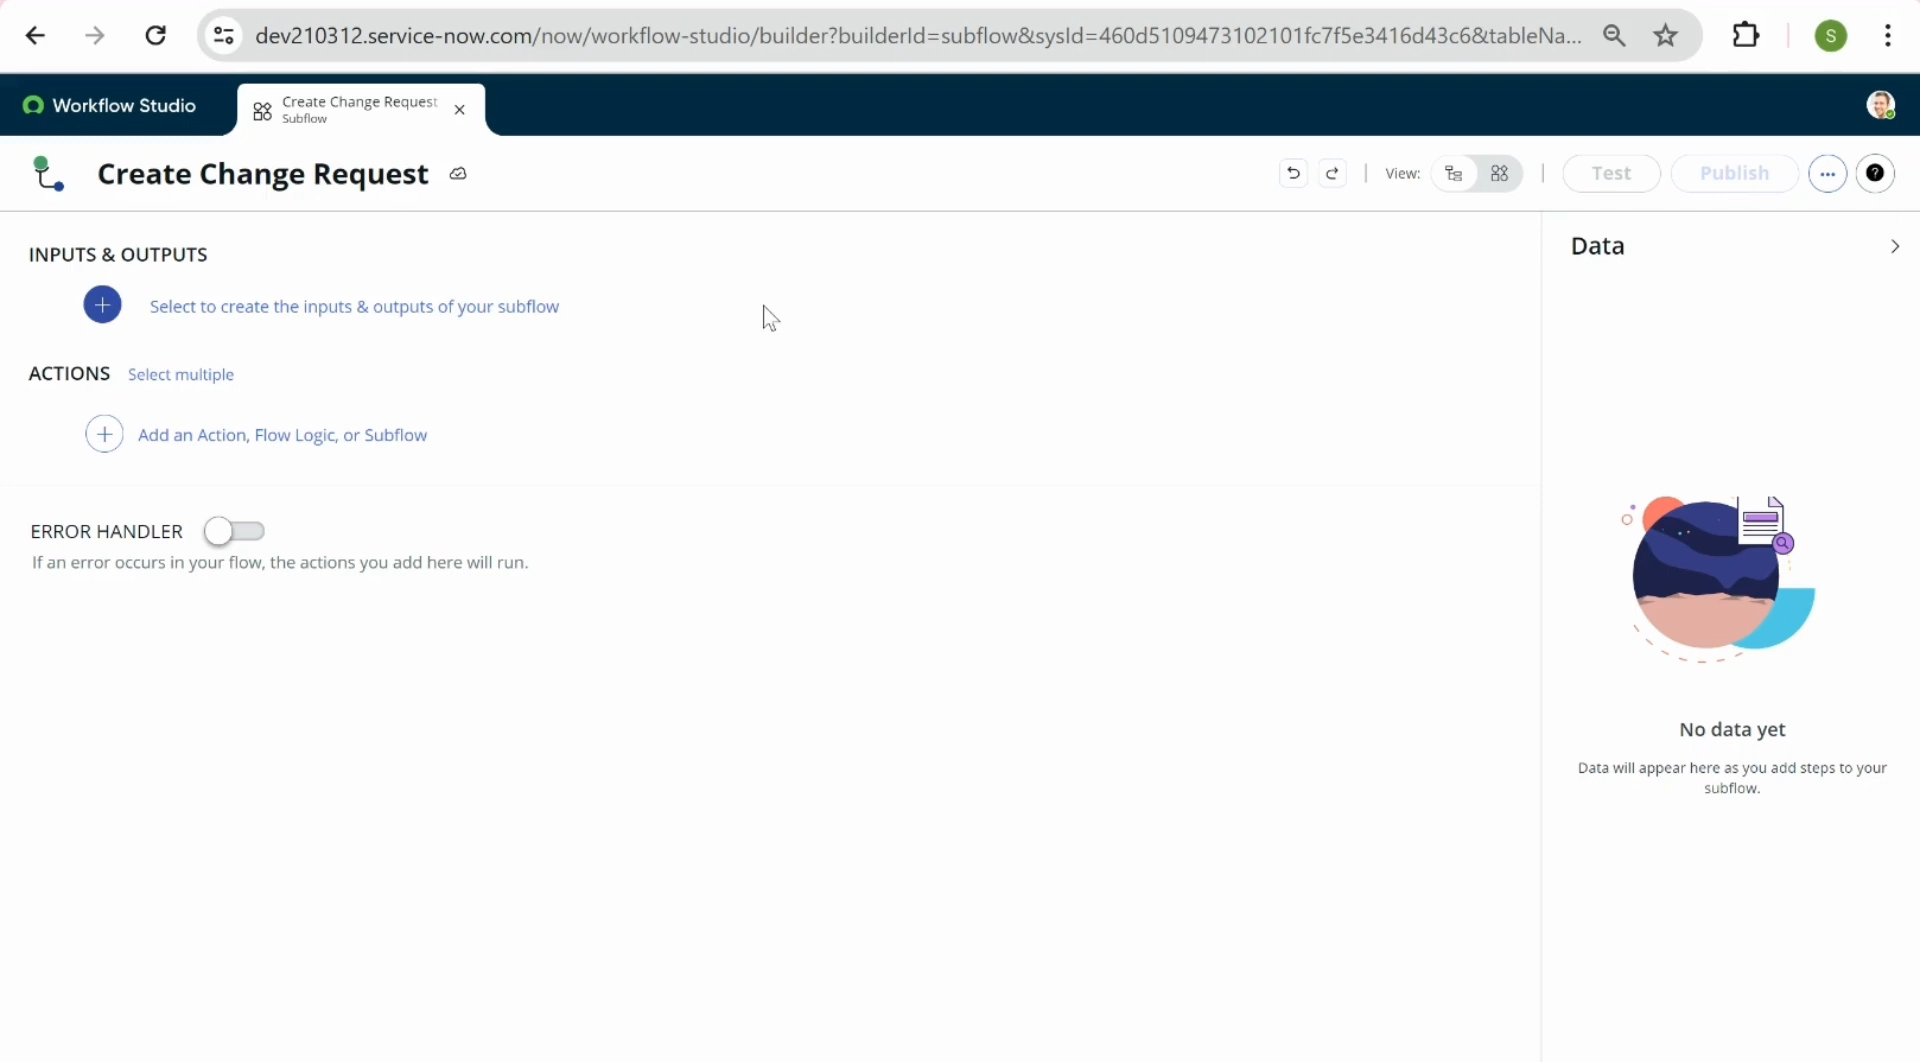 dev210312.service-now.com/now/workflow-studio/builder?builderId=subflow&sysId=460d5109473102101fc7f5e3416d43c6&tableNa...
S
Workflow Studio
Create Change Request
Subflow
Create Change Request
View:
Test
Publish
INPUTS & OUTPUTS
Select to create the inputs & outputs of your subflow
ACTIONS Select multiple
Add an Action, Flow Logic, or Subflow
ERROR HANDLER
If an error occurs in your flow, the actions you add here will run.
Data
No data yet
Data will appear here as you add steps to your
subflow.